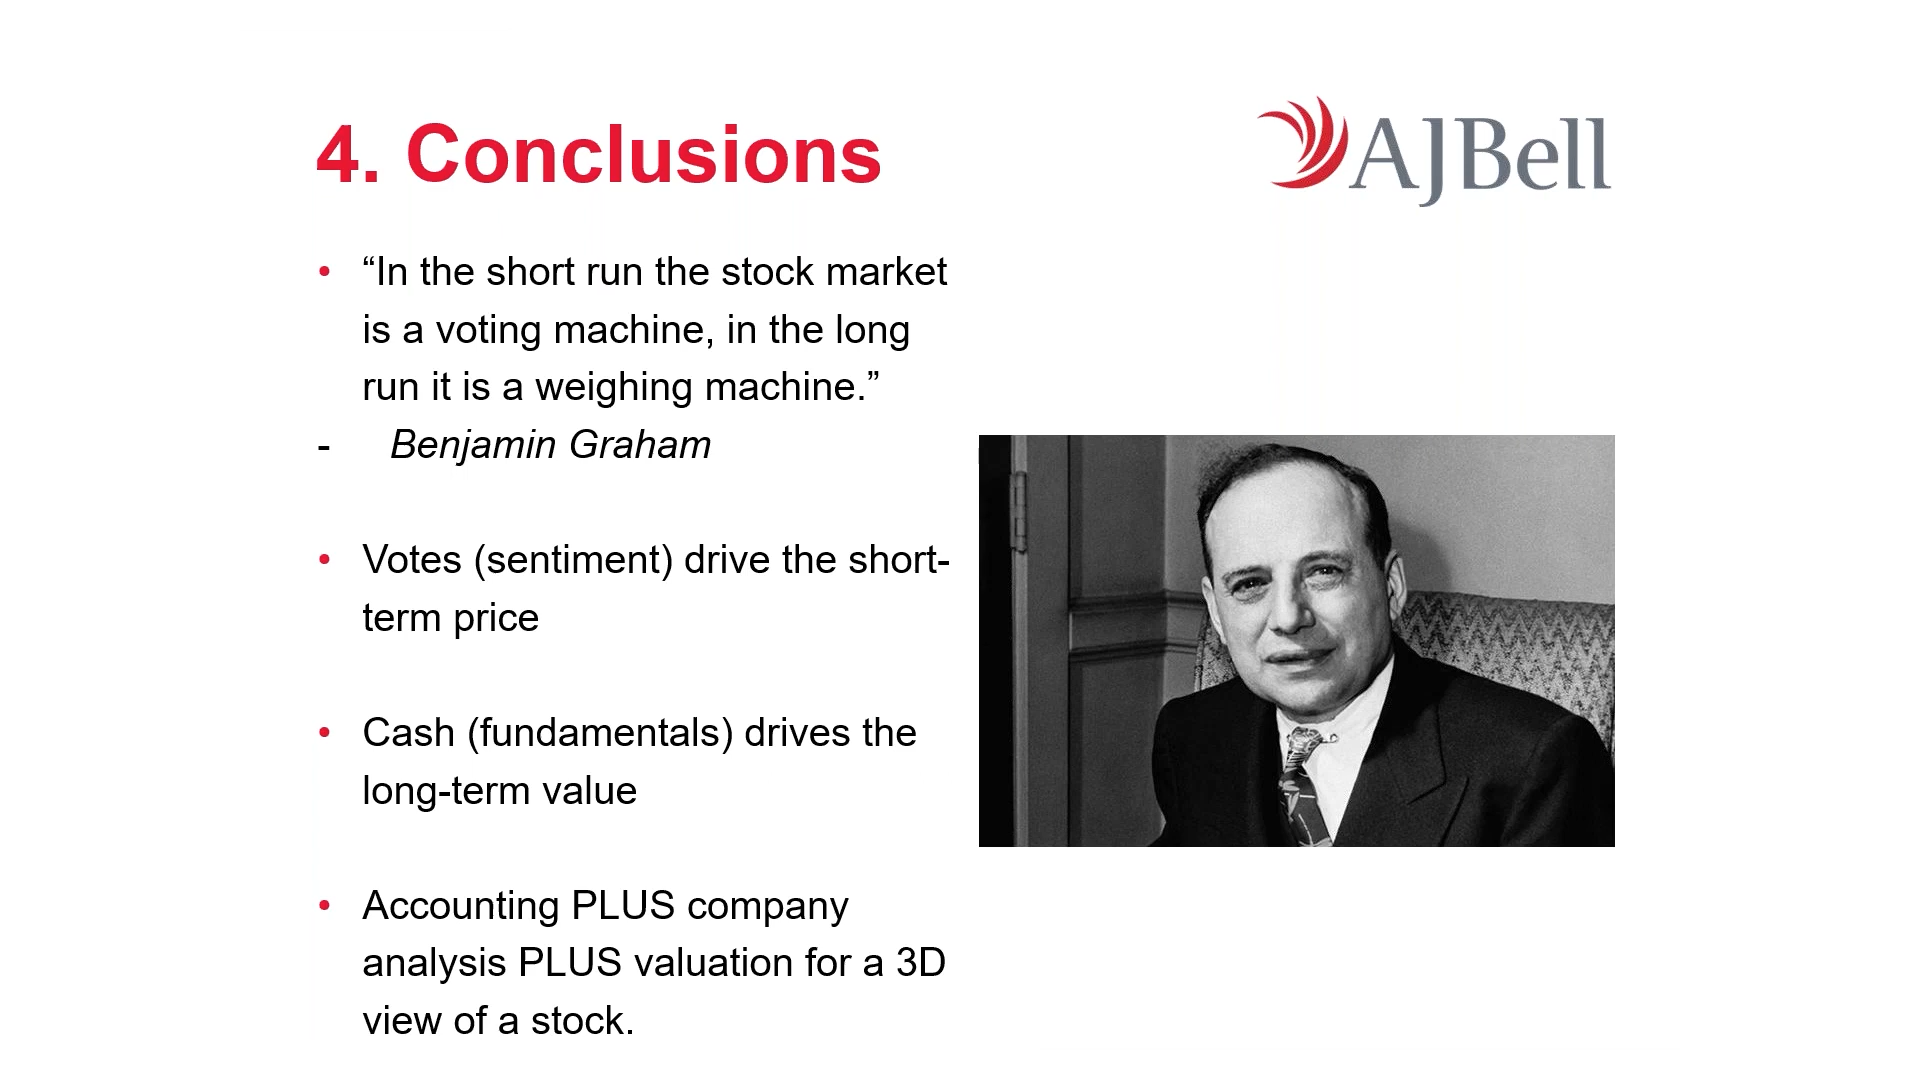 4. Conclusions
AJBell
• “In the short run the stock market
is a voting machine, in the long
run it is a weighing machine.”
- Benjamin Graham
• Votes (sentiment) drive the short-
term price
• Cash (fundamentals) drives the
long-term value
• Accounting PLUS company
analysis PLUS valuation for a 3D
view of a stock.